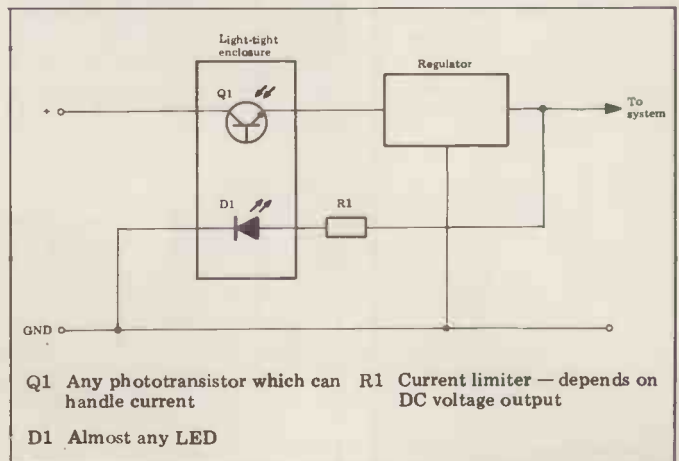 Light-tight
enclosure
Regulator
Q1
+
To
system
D1
R1
GND
Q1 Any phototransistor which can
handle current
R1 Current limiter — depends on
DC voltage output
D1 Almost any LED